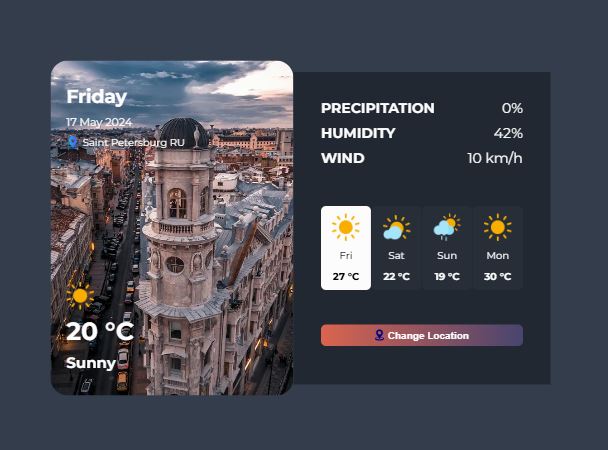 Friday
17 May 2024
Saint Petersburg RU
20 °C
Sunny
PRECIPITATION 0%
HUMIDITY 42%
WIND 10 km/h
Fri Sat Sun Mon
27 °C 22 °C 19 °C 30 °C
Change Location